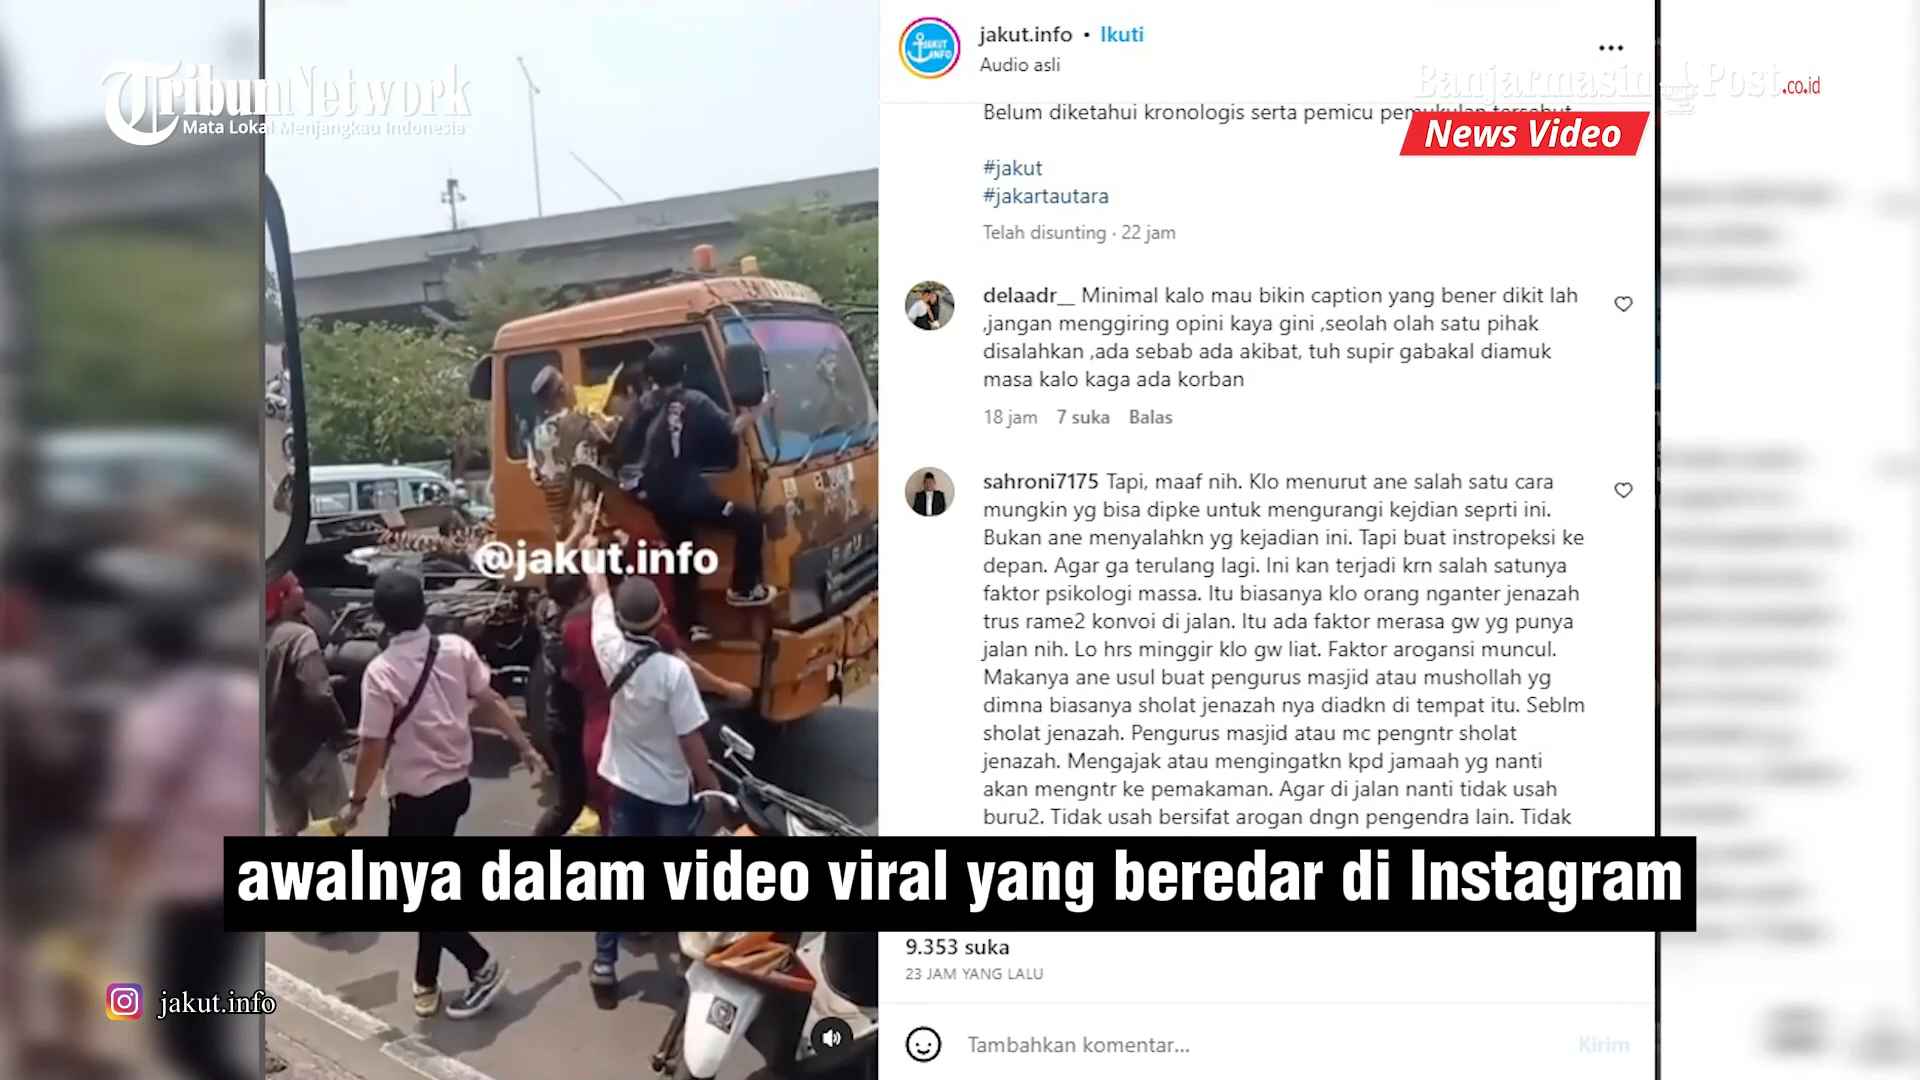 TribunNetwork
Mata Lokal Menjangkau Indonesia
jakut.info • Ikuti
Audio asli
Banjarmasin Post.co.id
News Video
Belum diketahui kronologis serta pemicu pemukulan tersebut
#jakut
#jakartautara
Telah disunting · 22 jam
delaadr__ Minimal kalo mau bikin caption yang bener dikit lah
,jangan menggiring opini kaya gini ,seolah olah satu pihak
disalahkan ,ada sebab ada akibat, tuh supir gabakal diamuk
masa kalo kaga ada korban
18 jam 7 suka Balas
sahroni7175 Tapi, maaf nih. Klo menurut ane salah satu cara
mungkin yg bisa dipke untuk mengurangi kejdian seprti ini.
Bukan ane menyalahkn yg kejadian ini. Tapi buat instropeksi ke
depan. Agar ga terulang lagi. Ini kan terjadi krn salah satunya
faktor psikologi massa. Itu biasanya klo orang nganter jenazah
trus rame2 konvoi di jalan. Itu ada faktor merasa gw yg punya
jalan nih. Lo hrs minggir klo gw liat. Faktor arogansi muncul.
Makanya ane usul buat pengurus masjid atau mushollah yg
dimna biasanya sholat jenazah nya diadkn di tempat itu. Seblm
sholat jenazah. Pengurus masjid atau mc pengntr sholat
jenazah. Mengajak atau mengingatkn kpd jamaah yg nanti
akan mengntr ke pemakaman. Agar di jalan nanti tidak usah
buru2. Tidak usah bersifat arogan dngn pengendra lain. Tidak
@jakut.info
awalnya dalam video viral yang beredar di Instagram
9.353 suka
23 JAM YANG LALU
jakut.info
Tambahkan komentar...
Kirim